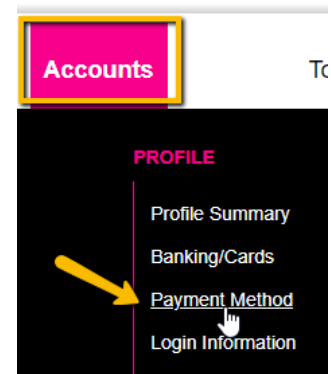 Accounts
PROFILE
Profile Summary
Banking/Cards
Payment Method
Login Information